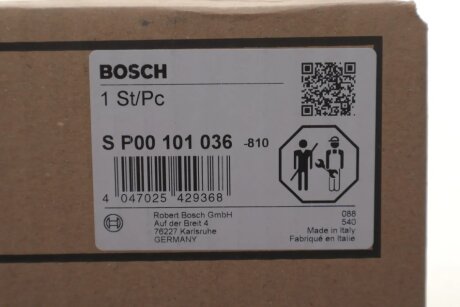 BOSCH
1 St/Pc
S P00 101 036 -810
4 047025 429368
Robert Bosch GmbH
Auf der Breit 4
76227 Karlsruhe
GERMANY
088
540
Made in Italy
Fabriqué en Italie